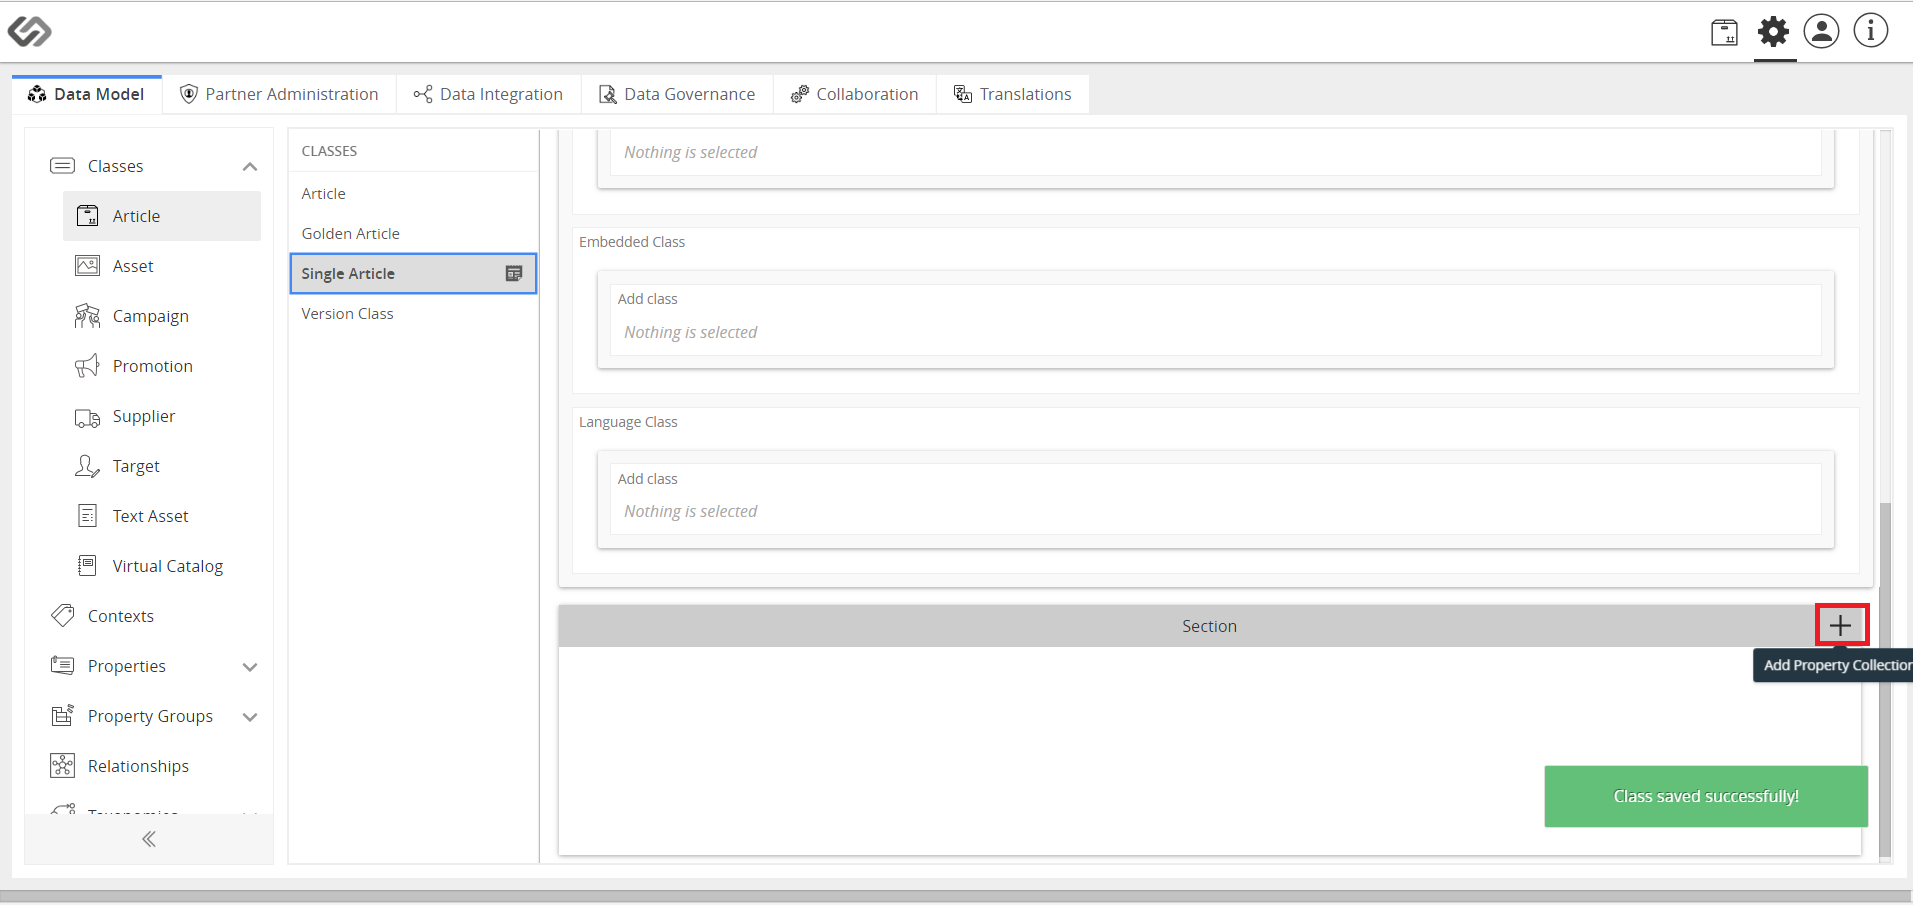 Data Model
Partner Administration
Data Integration
Data Governance
Collaboration
Translations
Classes
Article
Asset
Campaign
Promotion
Supplier
Target
Text Asset
Virtual Catalog
Contexts
Properties
Property Groups
Relationships
Taxonomies
CLASSES
Article
Golden Article
Single Article
Version Class
Nothing is selected
Embedded Class
Add class
Nothing is selected
Language Class
Add class
Nothing is selected
Section
Add Property Collection
Class saved successfully!